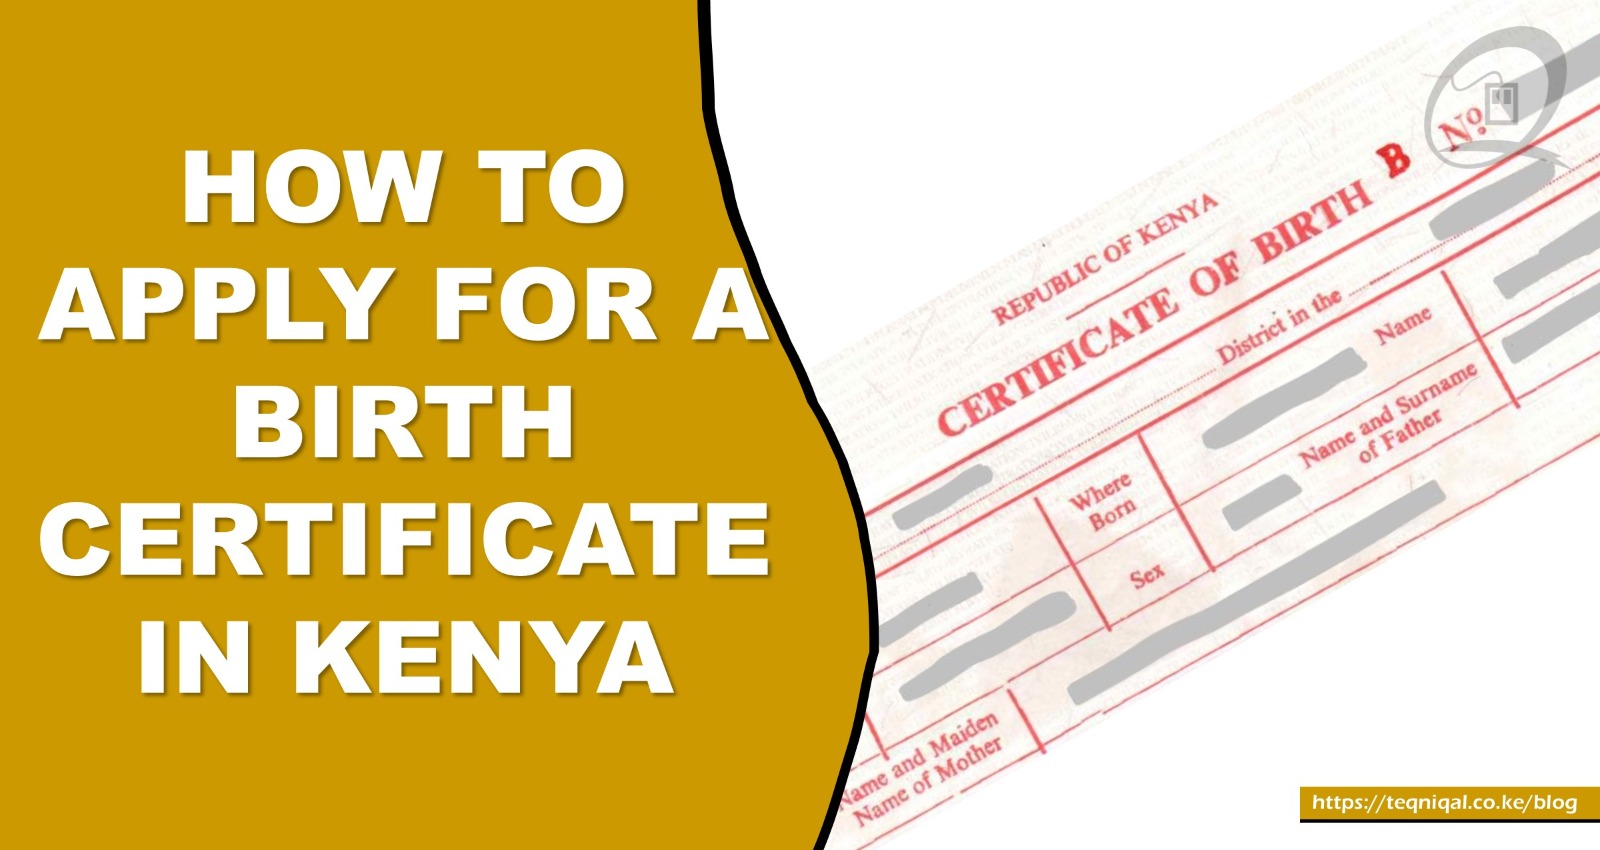 HOW TO
APPLY FOR A
BIRTH
CERTIFICATE
IN KENYA
REPUBLIC OF KENYA
CERTIFICATE OF BIRTH B Nº
District in the
Where
Born
Name
Sex
Name and Surname
of Father
Name and Maiden
Name of Mother
https://teqniqal.co.ke/blog